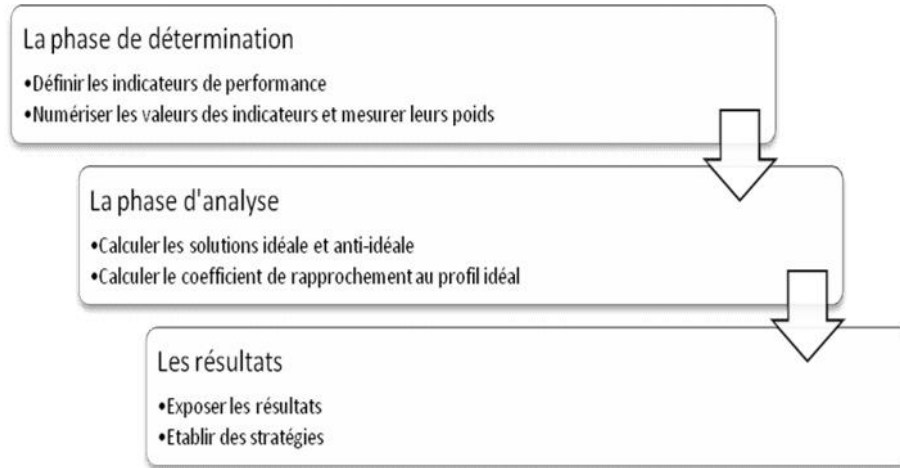 La phase de détermination
•Définir les indicateurs de performance
•Numériser les valeurs des indicateurs et mesurer leurs poids
La phase d'analyse
•Calculer les solutions idéale et anti-idéale
•Calculer le coefficient de rapprochement au profil idéal
Les résultats
•Exposer les résultats
•Etablir des stratégies